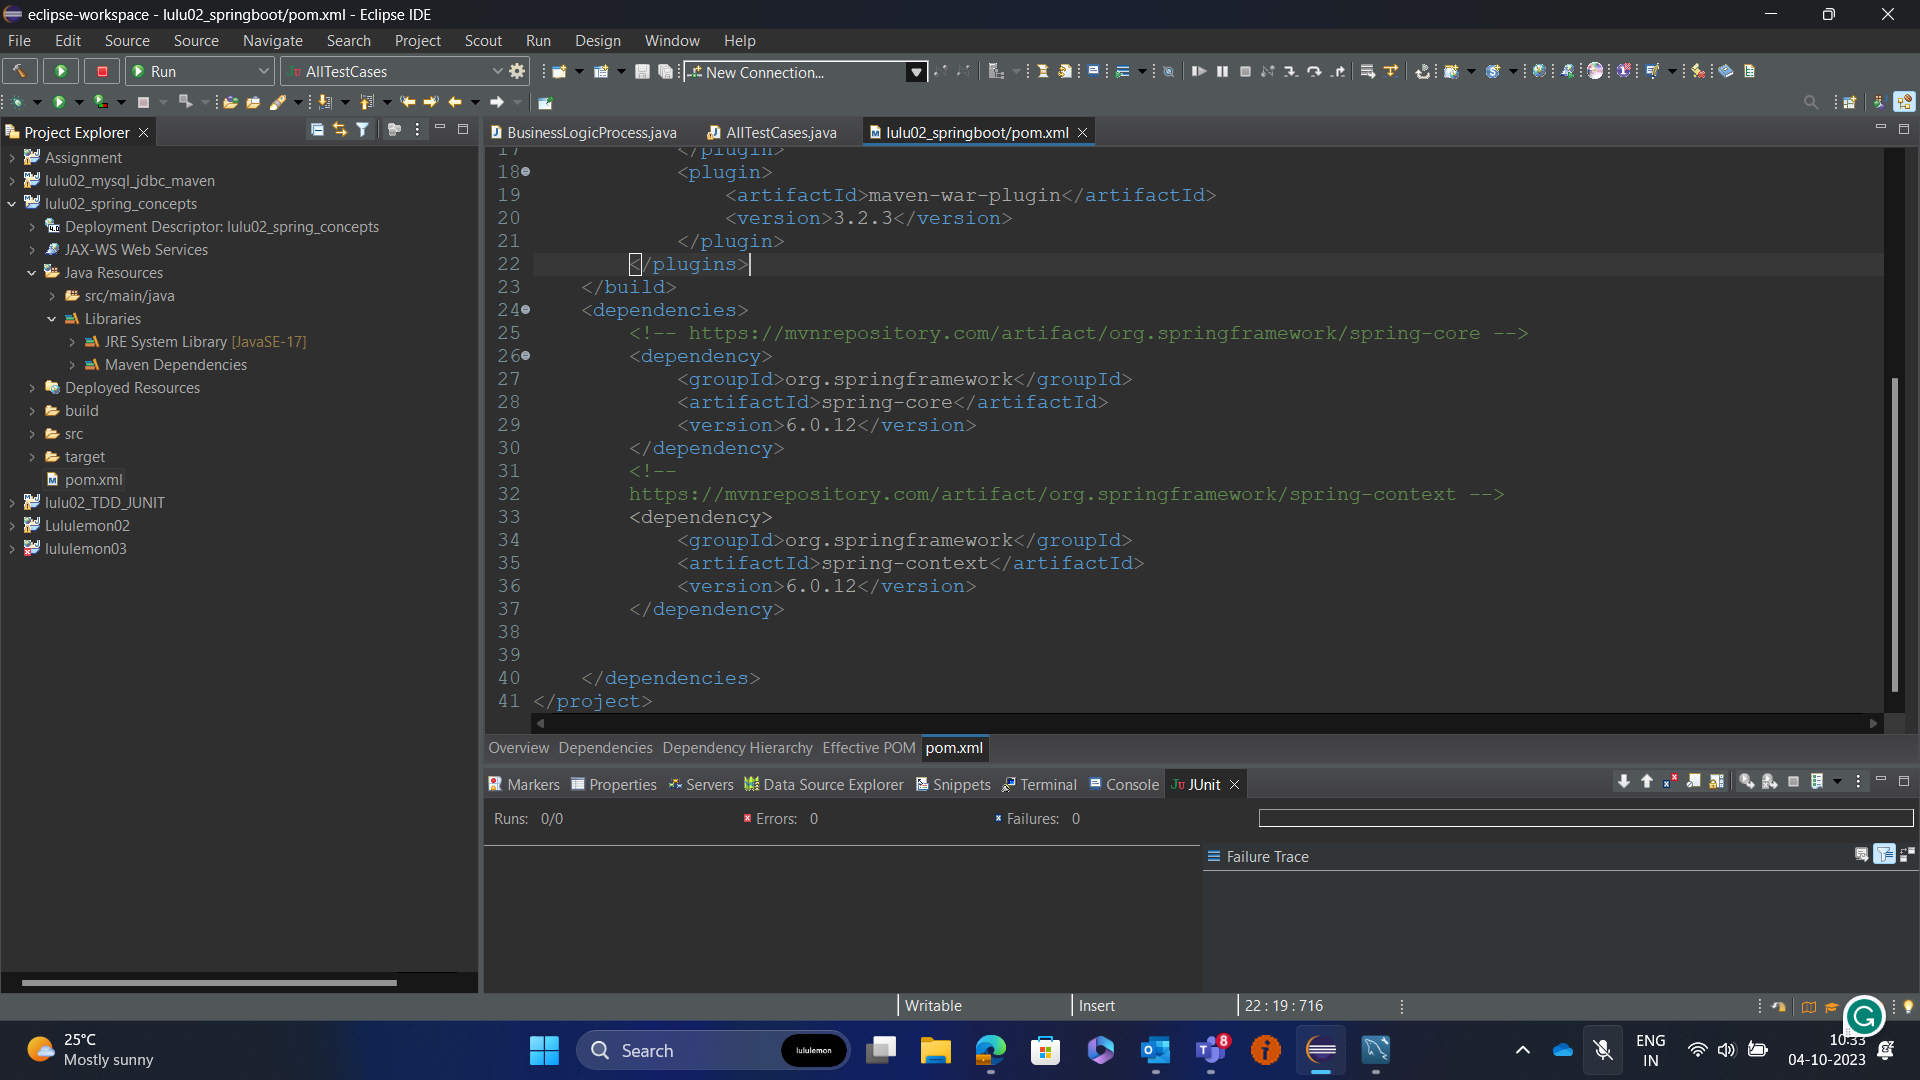 eclipse-workspace - lulu02_springboot/pom.xml - Eclipse IDE
File Edit Source Source Navigate Search Project Scout Run Design Window Help
Run
AllTestCases
New Connection...
Project Explorer
BusinessLogicProcess.java
AllTestCases.java
lulu02_springboot/pom.xml
Assignment
lulu02_mysql_jdbc_maven
lulu02_spring_concepts
Deployment Descriptor: lulu02_spring_concepts
JAX-WS Web Services
Java Resources
src/main/java
Libraries
JRE System Library [JavaSE-17]
Maven Dependencies
Deployed Resources
build
src
target
pom.xml
lulu02_TDD_JUNIT
Lululemon02
lululemon03
17 </plugin>
18 <plugin>
19 <artifactId>maven-war-plugin</artifactId>
20 <version>3.2.3</version>
21 </plugin>
22 </plugins>
23 </build>
24 <dependencies>
25 <!-- https://mvnrepository.com/artifact/org.springframework/spring-core -->
26 <dependency>
27 <groupId>org.springframework</groupId>
28 <artifactId>spring-core</artifactId>
29 <version>6.0.12</version>
30 </dependency>
31 <!--
32 https://mvnrepository.com/artifact/org.springframework/spring-context -->
33 <dependency>
34 <groupId>org.springframework</groupId>
35 <artifactId>spring-context</artifactId>
36 <version>6.0.12</version>
37 </dependency>
38
39
40 </dependencies>
41 </project>
Overview Dependencies Dependency Hierarchy Effective POM pom.xml
Markers Properties Servers Data Source Explorer Snippets Terminal Console JUnit
Runs: 0/0 Errors: 0 Failures: 0
Failure Trace
Writable Insert 22 : 19 : 716
25°C
Mostly sunny
Search
lululemon
8
ENG
IN
10:33
04-10-2023